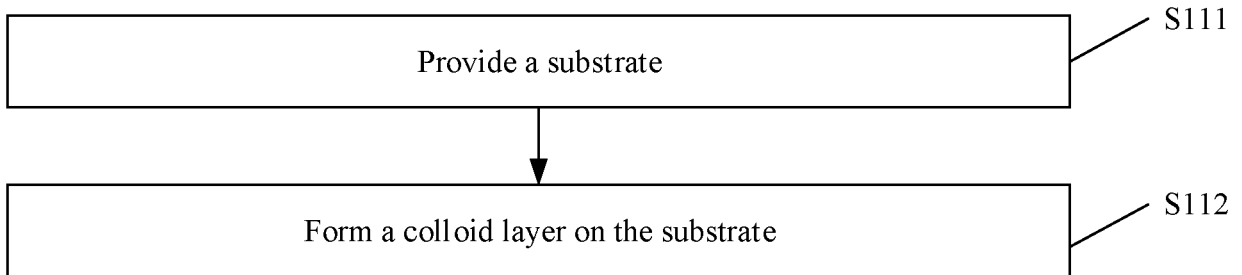 S111
Provide a substrate
S112
Form a colloid layer on the substrate